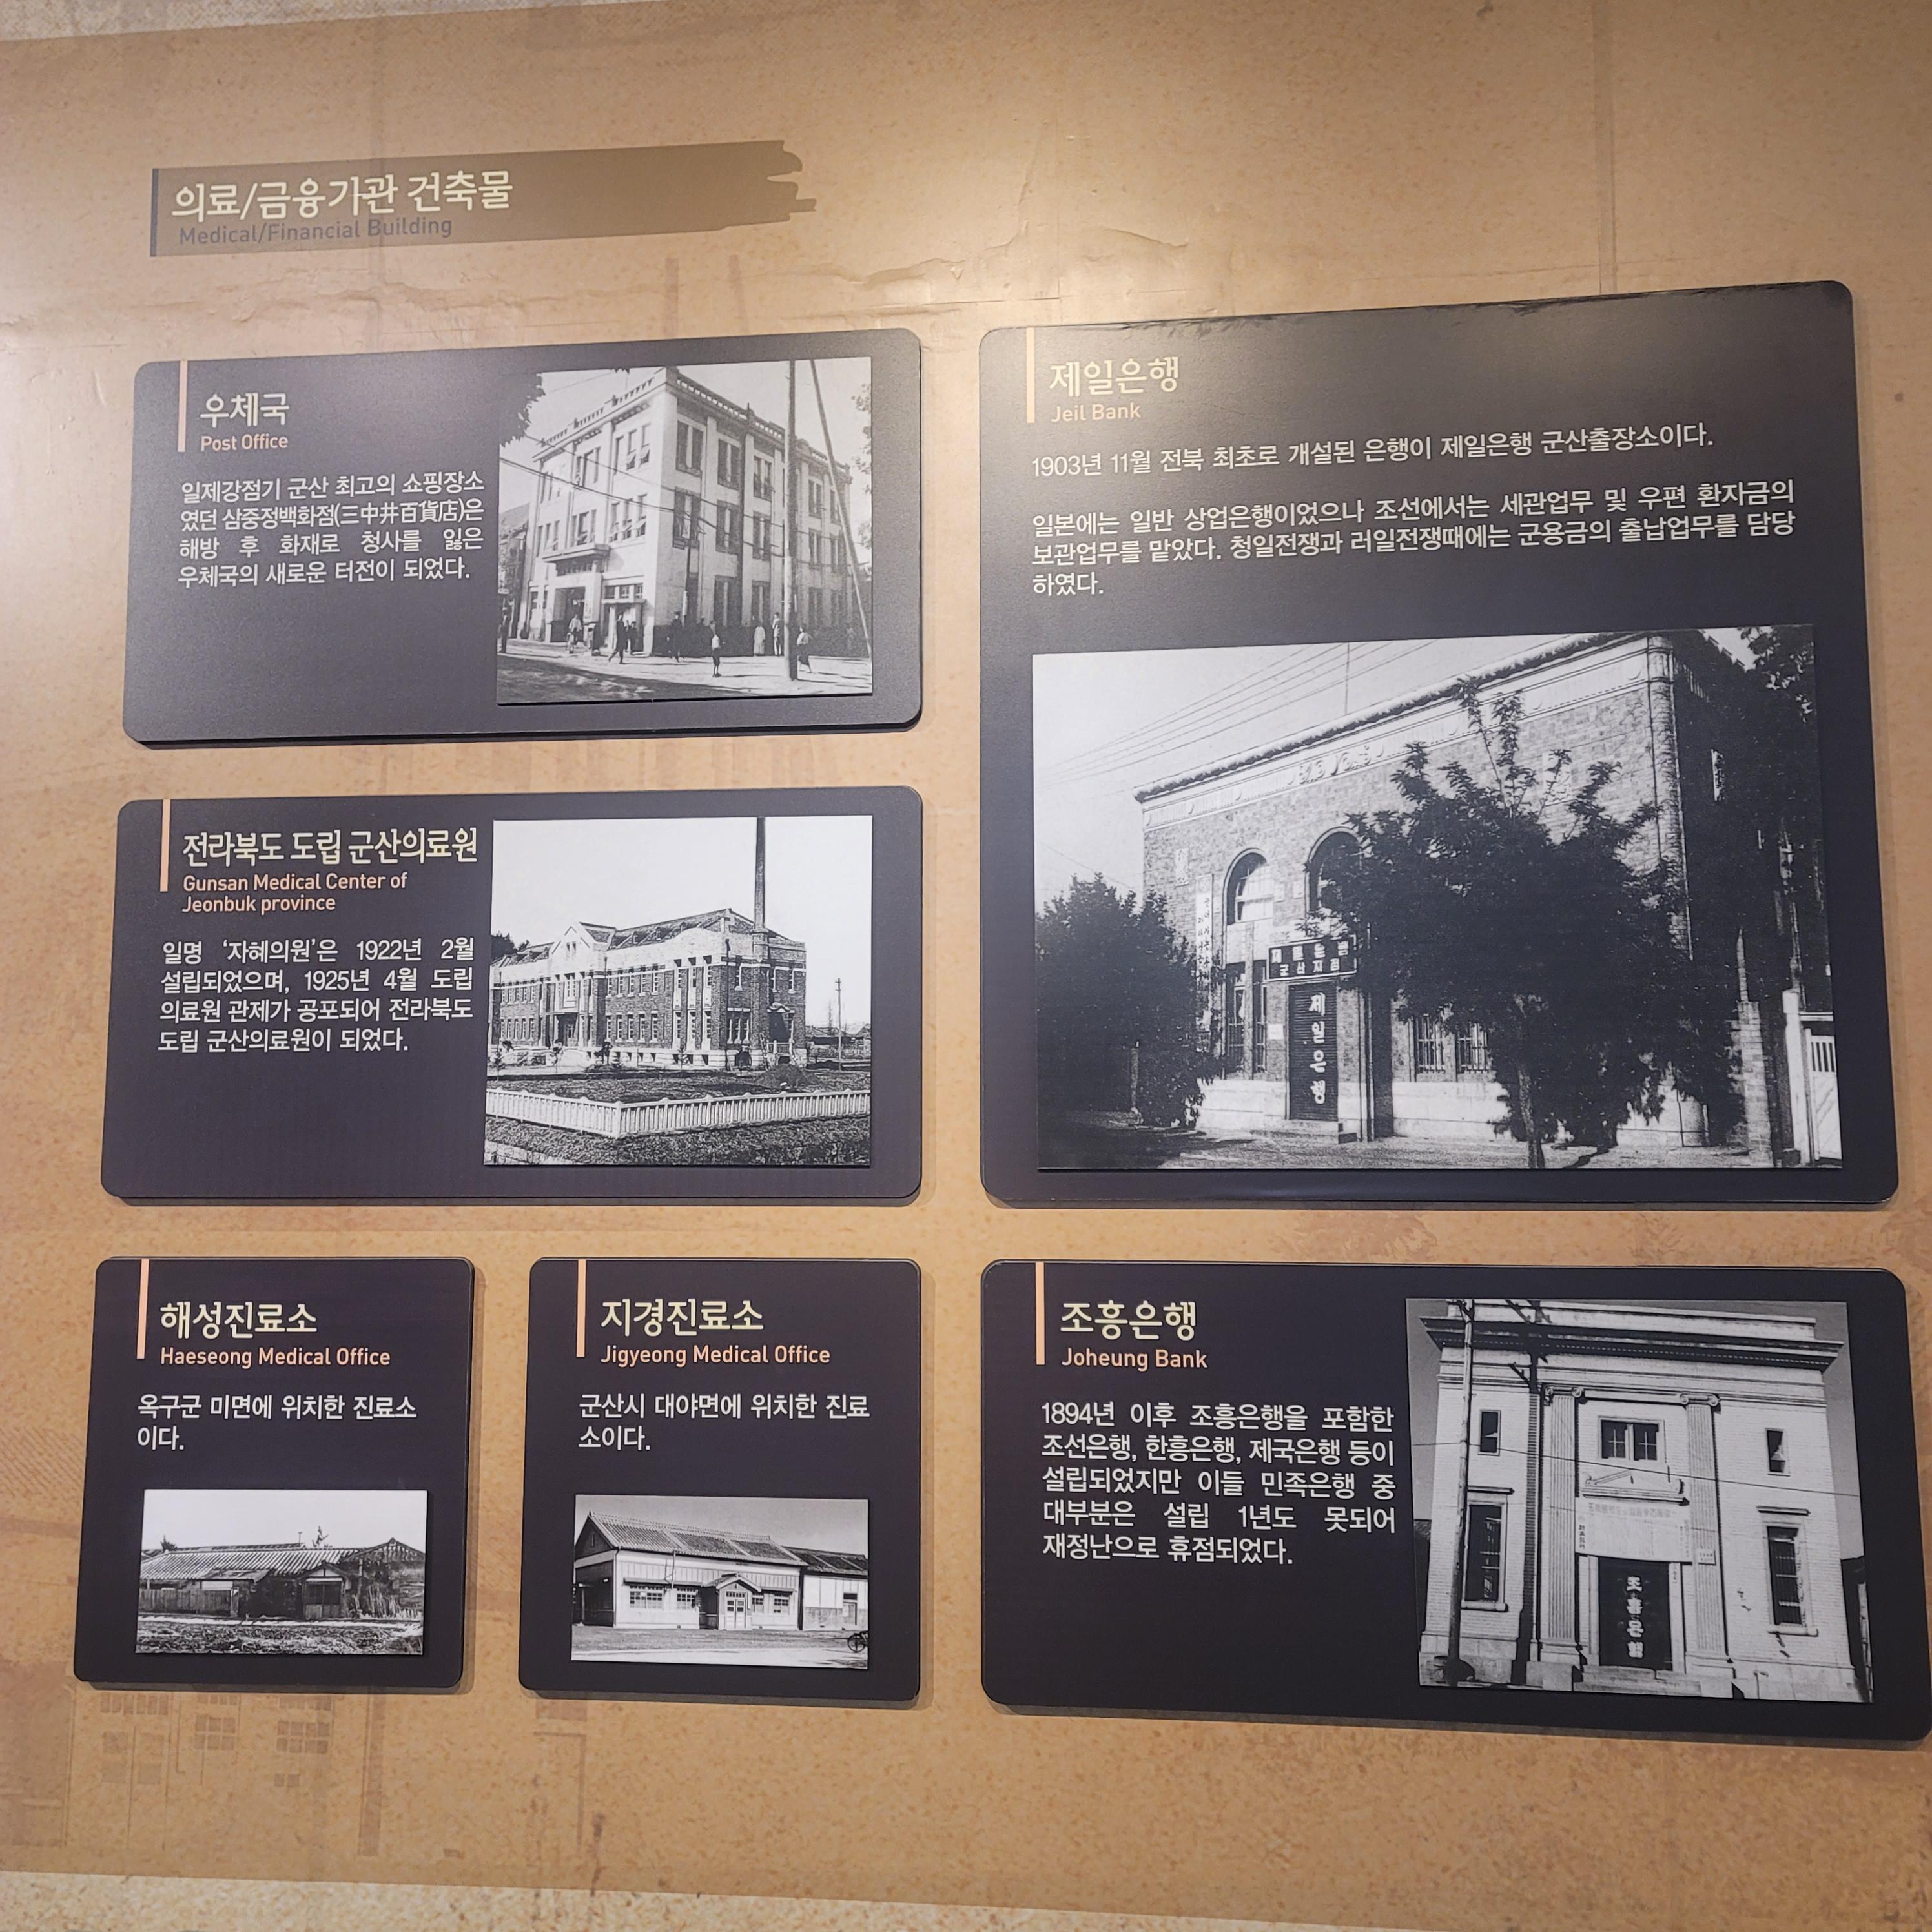 의료/금융기관 건축물
Medical/Financial Building
우체국
Post Office
일제강점기 군산 최고의 쇼핑장소
였던 삼중정백화점(三中井百貨店)은
해방 후 화재로 청사를 잃은
우체국의 새로운 터전이 되었다.
전라북도 도립 군산의료원
Gunsan Medical Center of
Jeonbuk province
일명 ‘자혜의원’은 1922년 2월
설립되었으며, 1925년 4월 도립
의료원 관제가 공포되어 전라북도
도립 군산의료원이 되었다.
해성진료소
Haeseong Medical Office
옥구군 미면에 위치한 진료소
이다.
지경진료소
Jigyeong Medical Office
군산시 대야면에 위치한 진료
소이다.
제일은행
Jeil Bank
1903년 11월 전북 최초로 개설된 은행이 제일은행 군산출장소이다.
일본에는 일반 상업은행이었으나 조선에서는 세관업무 및 우편 환자금의
보관업무를 맡았다. 청일전쟁과 러일전쟁때에는 군용금의 출납업무를 담당
하였다.
제일은행
군산지점
제일은행
조흥은행
Joheung Bank
1894년 이후 조흥은행을 포함한
조선은행, 한흥은행, 제국은행 등이
설립되었지만 이들 민족은행 중
대부분은 설립 1년도 못되어
재정난으로 휴점되었다.
조흥은행